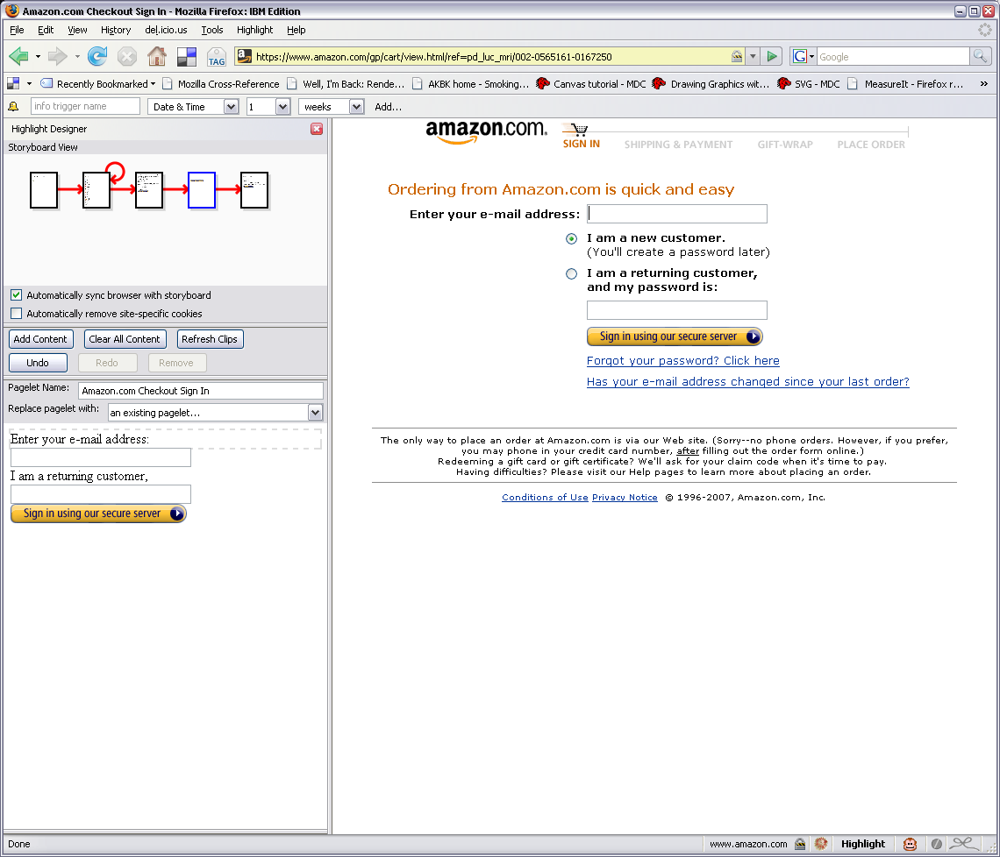 Amazon.com Checkout Sign In - Mozilla Firefox: IBM Edition
File Edit View History del.icio.us Tools Highlight Help
TAG a https://www.amazon.com/gp/cart/view.html/ref=pd_luc_mri/002-0565161-0167250 G Google
Recently Bookmarked Mozilla Cross-Reference Well, I'm Back: Rende... AKBK home - Smoking... Canvas tutorial - MDC Drawing Graphics wit... SVG - MDC MeasureIt - Firefox r... »
info trigger name Date & Time 1 weeks Add...
Highlight Designer
Storyboard View
Automatically sync browser with storyboard
Automatically remove site-specific cookies
Add Content Clear All Content Refresh Clips
Undo Redo Remove
Pagelet Name: Amazon.com Checkout Sign In
Replace pagelet with: an existing pagelet...
Enter your e-mail address:
I am a returning customer,
Sign in using our secure server
amazon.com.
SIGN IN SHIPPING & PAYMENT GIFT-WRAP PLACE ORDER
Ordering from Amazon.com is quick and easy
Enter your e-mail address:
I am a new customer.
(You'll create a password later)
I am a returning customer,
and my password is:
Sign in using our secure server
Forgot your password? Click here
Has your e-mail address changed since your last order?
The only way to place an order at Amazon.com is via our Web site. (Sorry--no phone orders. However, if you prefer,
you may phone in your credit card number, after filling out the order form online.)
Redeeming a gift card or gift certificate? We'll ask for your claim code when it's time to pay.
Having difficulties? Please visit our Help pages to learn more about placing an order.
Conditions of Use Privacy Notice © 1996-2007, Amazon.com, Inc.
Done www.amazon.com Highlight